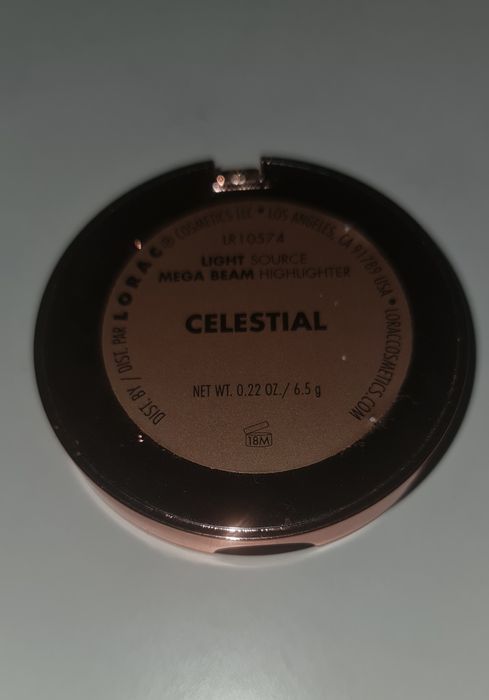 DIST. BY / DIST. PAR LORAC® COSMETICS LLC • LOS ANGELES, CA 91789 USA • LORACCOSMETICS.COM
LR10574
LIGHT SOURCE
MEGA BEAM HIGHLIGHTER
CELESTIAL
NET WT. 0.22 OZ./ 6.5 g
18M